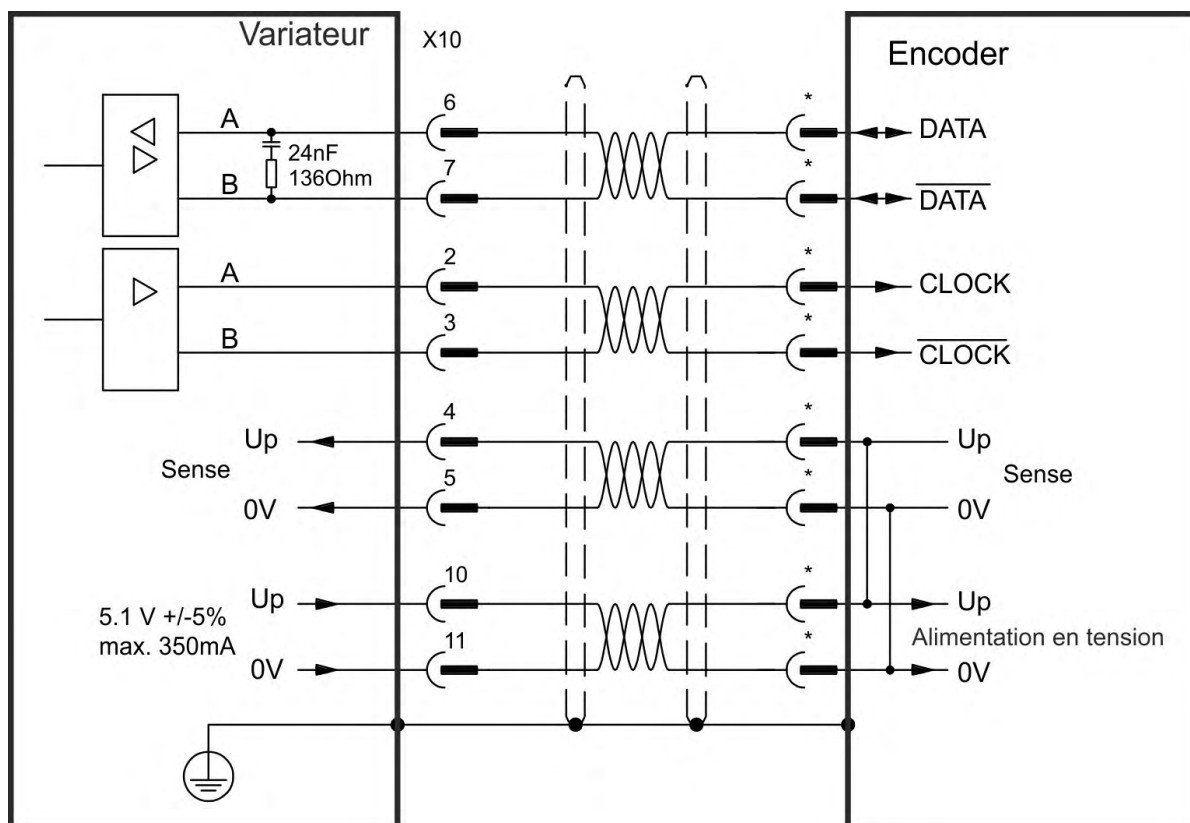 Variateur
X10
Encoder
A
6
*
DATA
24nF
136Ohm
B
7
*
DATA
A
2
*
CLOCK
B
3
*
CLOCK
Up
4
*
Up
Sense
Sense
0V
5
*
0V
Up
10
*
Up
5.1 V +/-5%
max. 350mA
Alimentation en tension
0V
11
*
0V